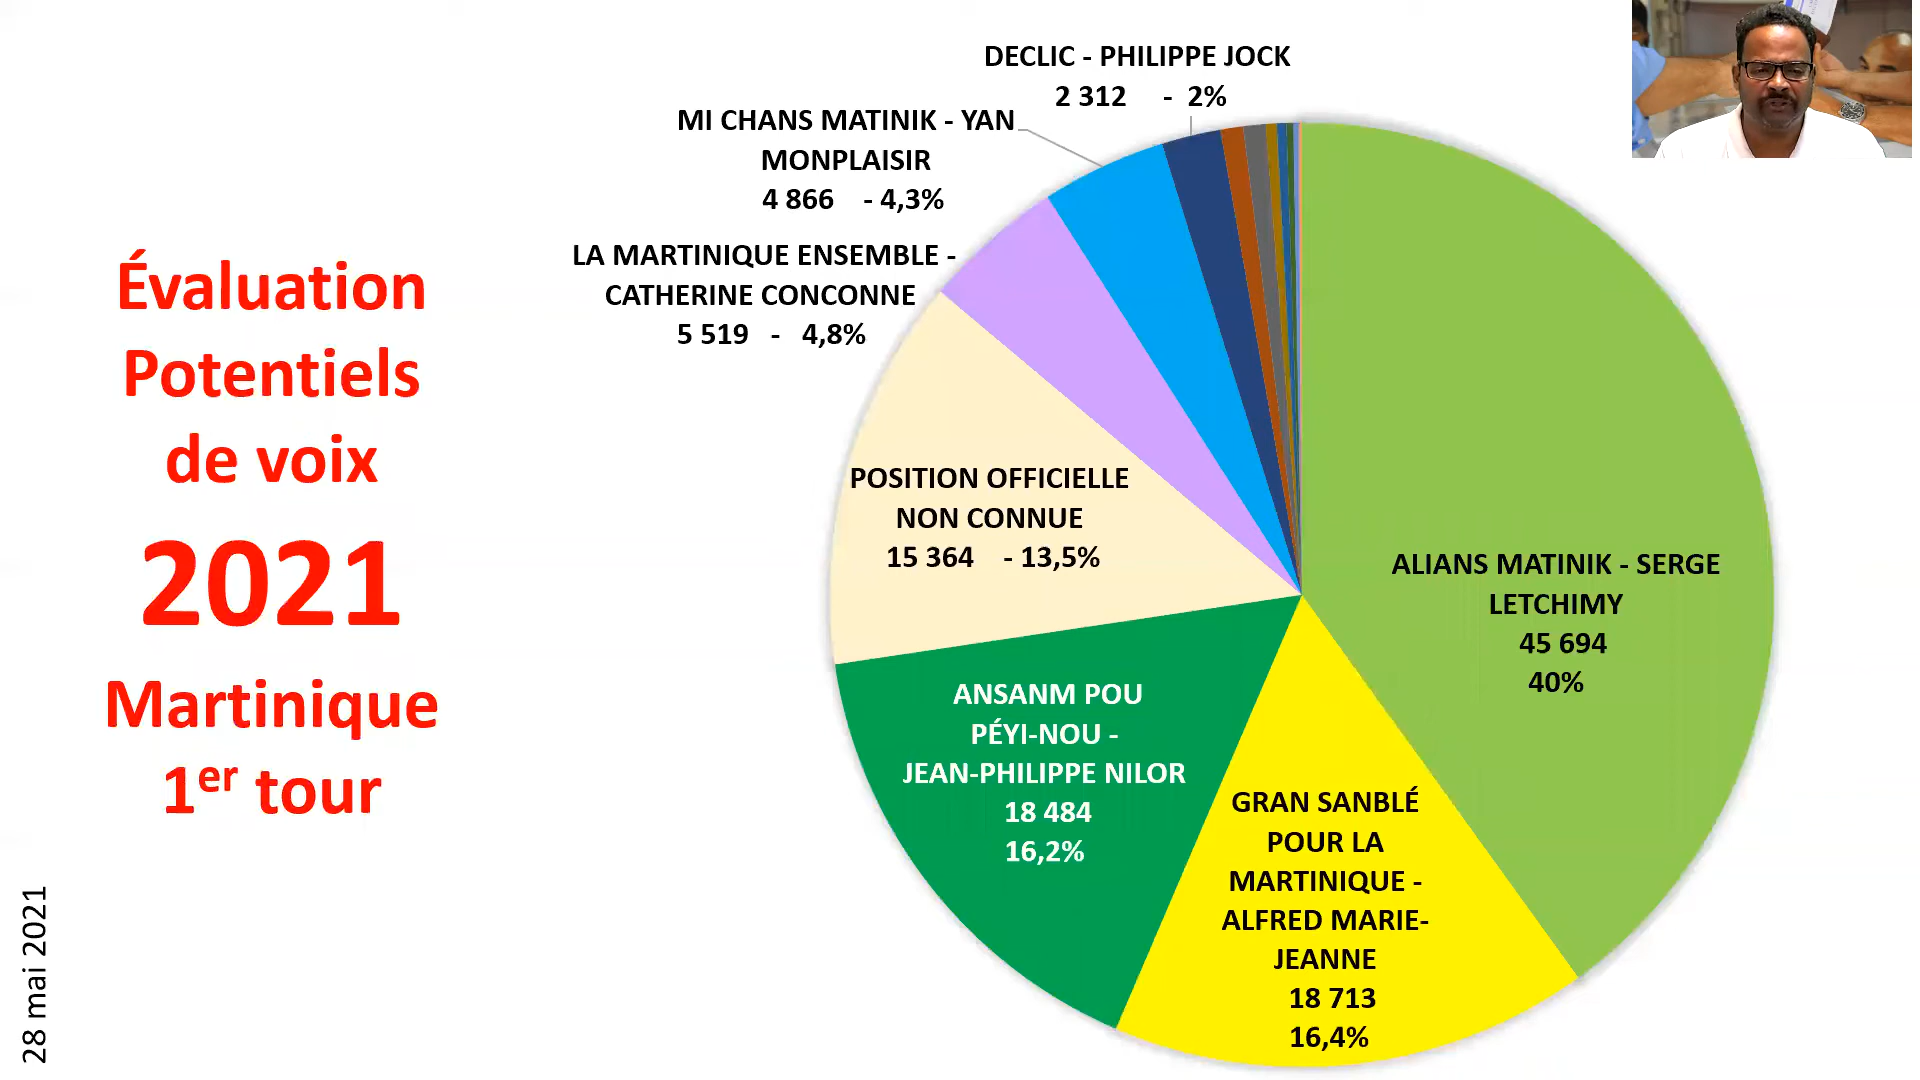 Évaluation
Potentiels
de voix
2021
Martinique
1er tour
28 mai 2021
DECLIC - PHILIPPE JOCK
2 312 - 2%
MI CHANS MATINIK - YAN
MONPLAISIR
4 866 - 4,3%
LA MARTINIQUE ENSEMBLE -
CATHERINE CONCONNE
5 519 - 4,8%
POSITION OFFICIELLE
NON CONNUE
15 364 - 13,5%
ALIANS MATINIK - SERGE
LETCHIMY
45 694
40%
ANSANM POU
PÉYI-NOU -
JEAN-PHILIPPE NILOR
18 484
16,2%
GRAN SANBLÉ
POUR LA
MARTINIQUE -
ALFRED MARIE-
JEANNE
18 713
16,4%